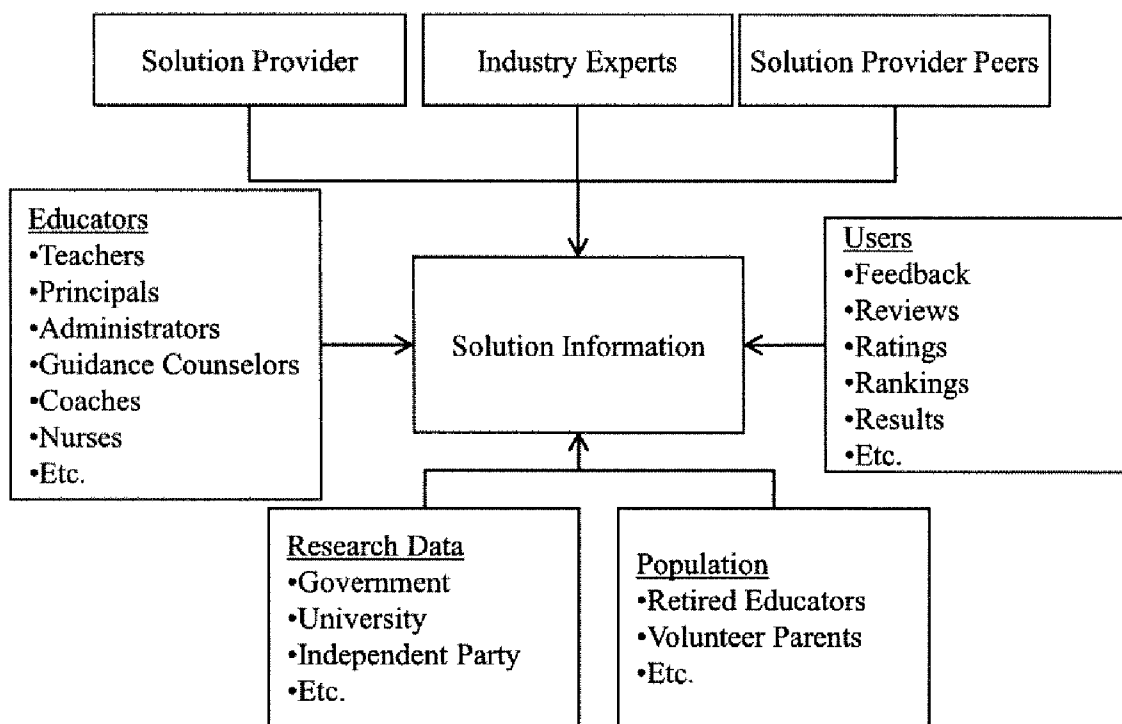 Solution Provider
Industry Experts
Solution Provider Peers
Educators
•Teachers
•Principals
•Administrators
•Guidance Counselors
•Coaches
•Nurses
•Etc.
Solution Information
Users
•Feedback
•Reviews
•Ratings
•Rankings
•Results
•Etc.
Research Data
•Government
•University
•Independent Party
•Etc.
Population
•Retired Educators
•Volunteer Parents
•Etc.